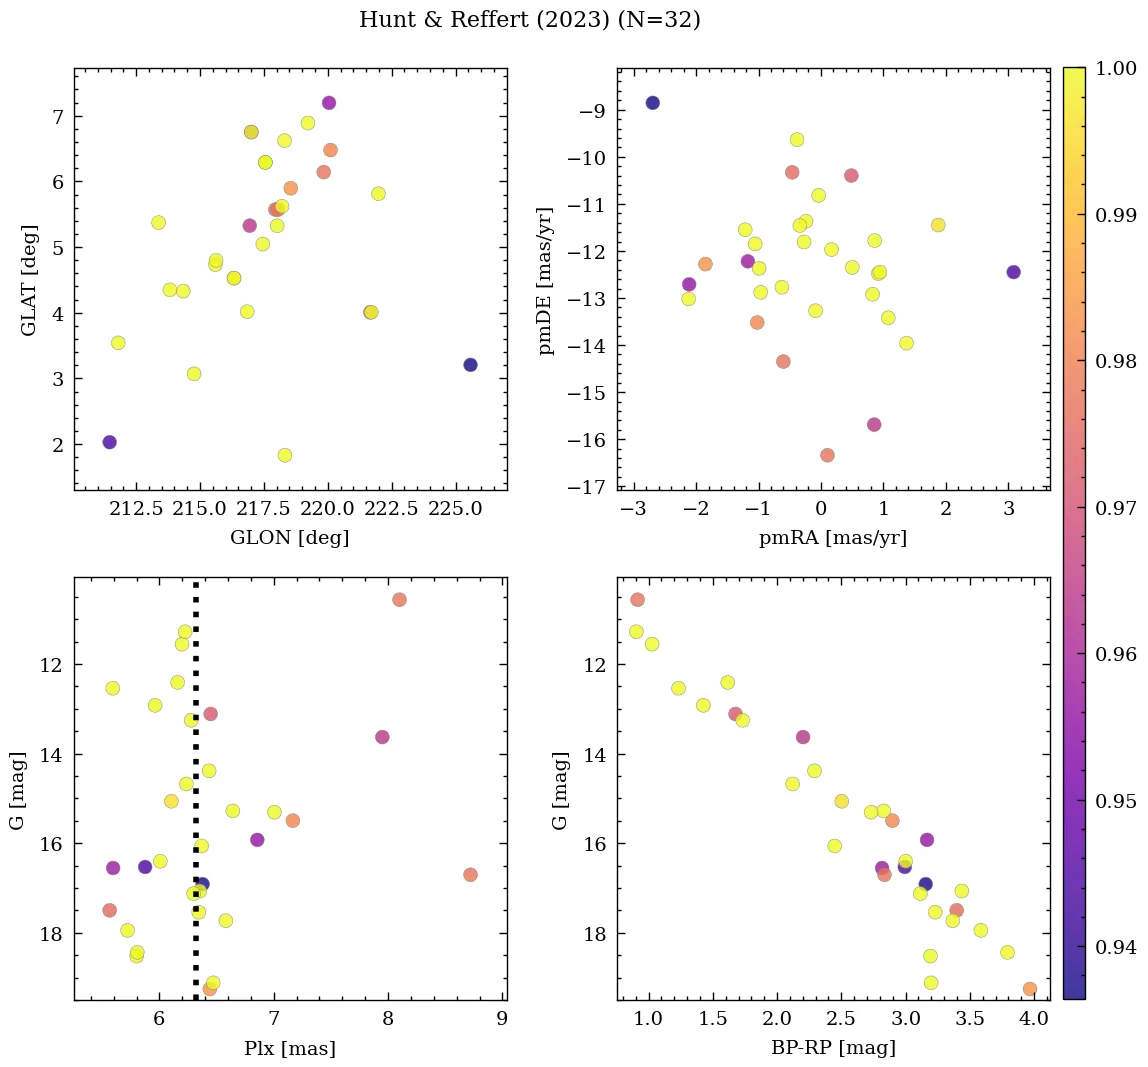 Hunt & Reffert (2023) (N=32)
7
6
5
4
3
2
GLAT [deg]
212.5 215.0 217.5 220.0 222.5 225.0
GLON [deg]
−9
−10
−11
−12
−13
−14
−15
−16
−17
pmDE [mas/yr]
−3 −2 −1 0 1 2 3
pmRA [mas/yr]
1.00
0.99
0.98
0.97
0.96
0.95
0.94
12
14
16
18
G [mag]
6 7 8 9
Plx [mas]
12
14
16
18
G [mag]
1.0 1.5 2.0 2.5 3.0 3.5 4.0
BP-RP [mag]